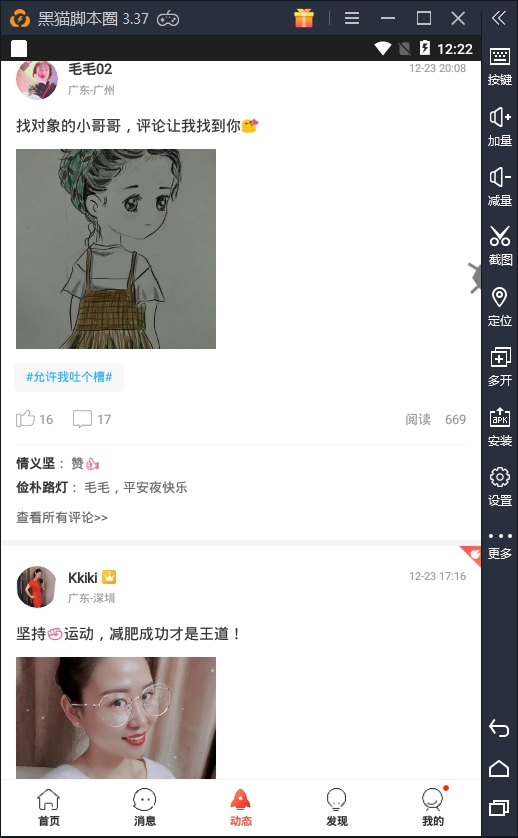 黑猫脚本圈 3.37
12:22
毛毛02
12-23 20:08
广东-广州
找对象的小哥哥，评论让我找到你
#允许我吐个槽#
16
17
阅读 669
情义坚：赞
俭朴路灯：毛毛，平安夜快乐
查看所有评论>>
Kkiki
12-23 17:16
广东-深圳
坚持运动，减肥成功才是王道！
首页
消息
动态
发现
我的
按键
加量
减量
截图
定位
多开
APK
安装
设置
更多